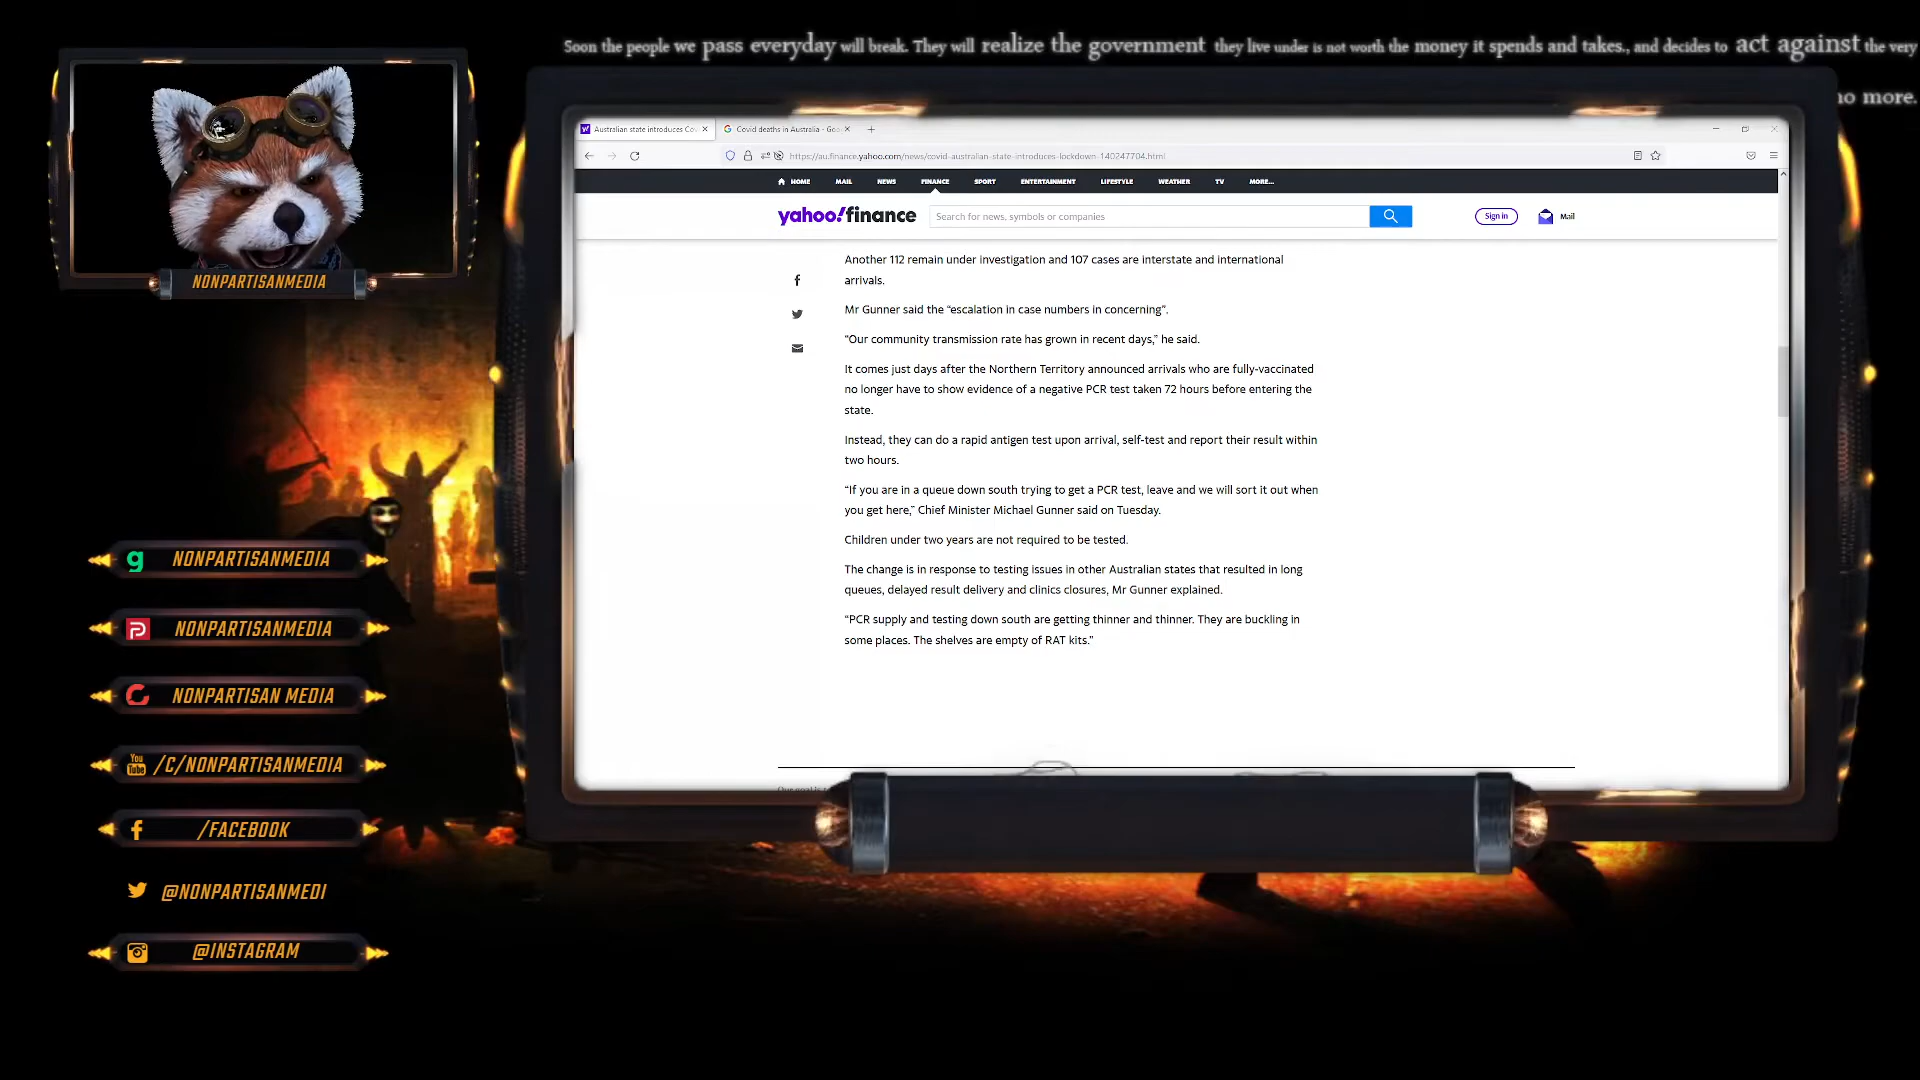 Soon the people we pass everyday will break. They will realize the government they live under is not worth the money it spends and takes., and decides to act against the very
no more.
NONPARTISANMEDIA
Australian state introduces Co
Covid deaths in Australia - Goo
https://au.finance.yahoo.com/news/covid-australian-state-introduces-lockdown-140247704.html
HOME MAIL NEWS FINANCE SPORT ENTERTAINMENT LIFESTYLE WEATHER TV MORE...
yahoo!finance
Search for news, symbols or companies
Sign in
Mail
Another 112 remain under investigation and 107 cases are interstate and international
arrivals.
Mr Gunner said the “escalation in case numbers in concerning”.
“Our community transmission rate has grown in recent days,” he said.
It comes just days after the Northern Territory announced arrivals who are fully-vaccinated
no longer have to show evidence of a negative PCR test taken 72 hours before entering the
state.
Instead, they can do a rapid antigen test upon arrival, self-test and report their result within
two hours.
“If you are in a queue down south trying to get a PCR test, leave and we will sort it out when
you get here,” Chief Minister Michael Gunner said on Tuesday.
Children under two years are not required to be tested.
The change is in response to testing issues in other Australian states that resulted in long
queues, delayed result delivery and clinics closures, Mr Gunner explained.
“PCR supply and testing down south are getting thinner and thinner. They are buckling in
some places. The shelves are empty of RAT kits.”
g NONPARTISANMEDIA
NONPARTISANMEDIA
NONPARTISAN MEDIA
You Tube /C/NONPARTISANMEDIA
/FACEBOOK
@NONPARTISANMEDI
@INSTAGRAM